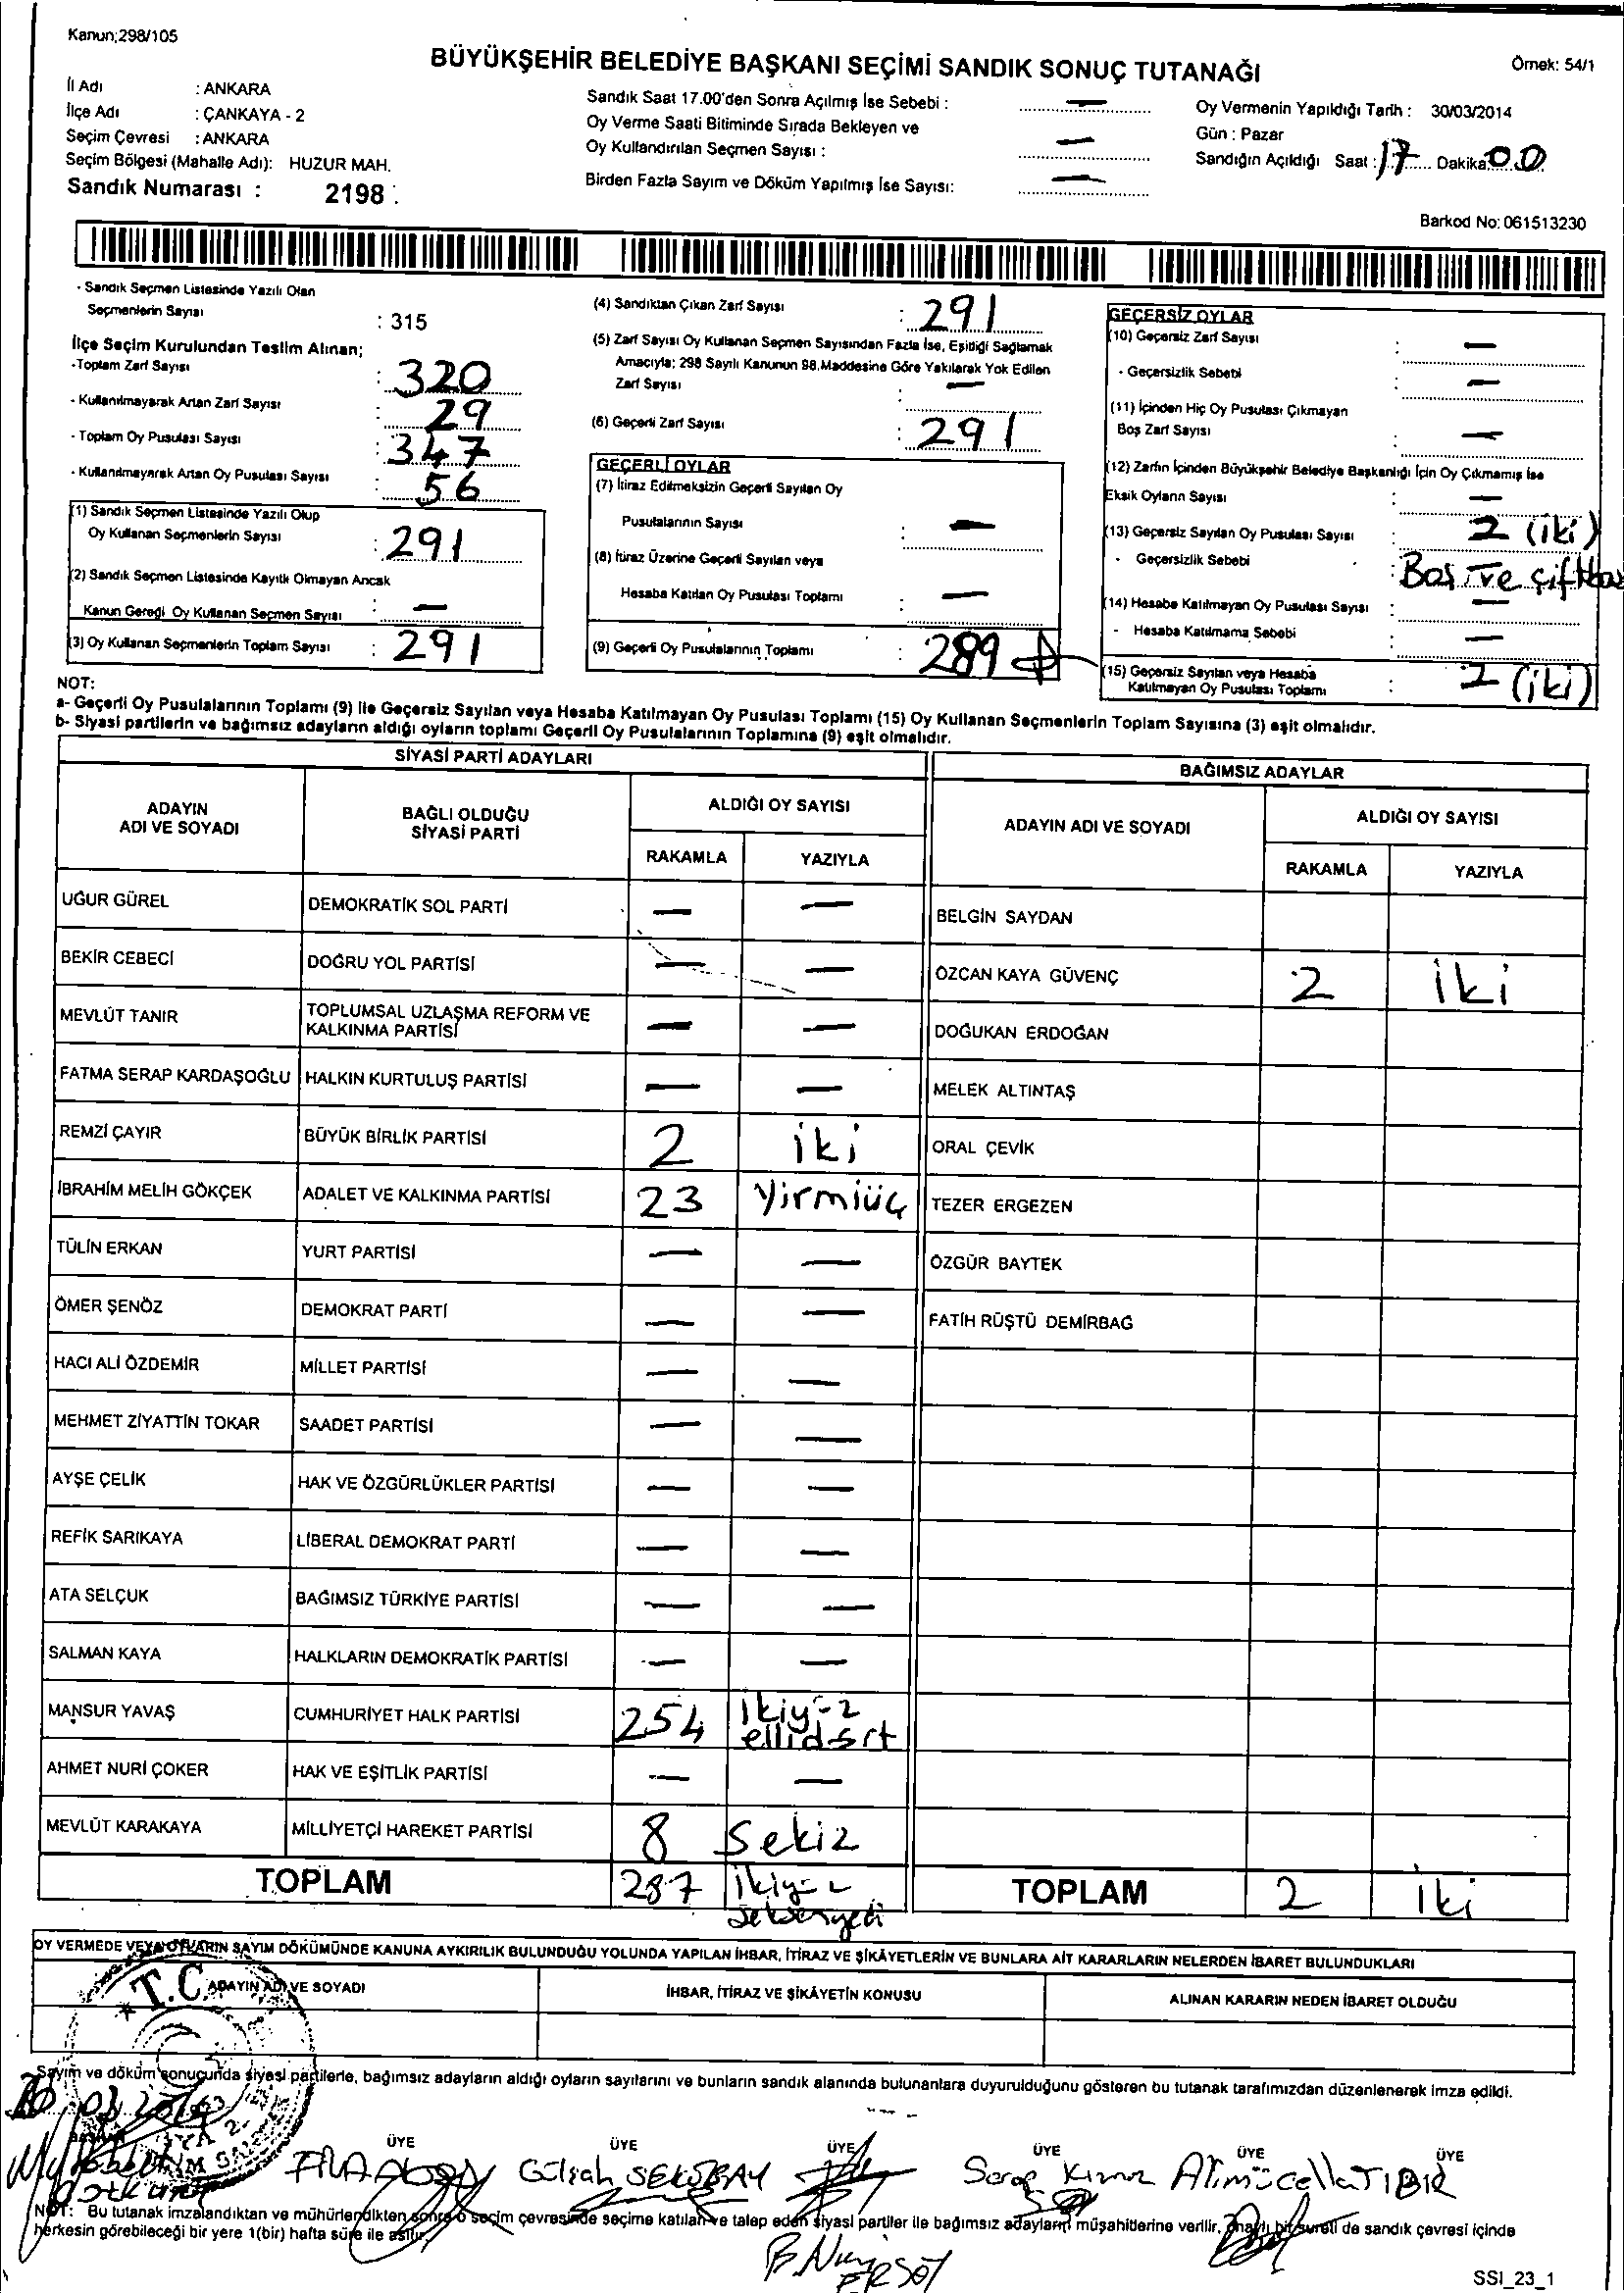 Kanun;298/105
BÜYÜKŞEHİR BELEDİYE BAŞKANI SEÇİMİ SANDIK SONUÇ TUTANAĞI
Örnek: 54/1
İl Adı : ANKARA
İlçe Adı : ÇANKAYA - 2
Seçim Çevresi : ANKARA
Seçim Bölgesi (Mahalle Adı): HUZUR MAH.
Sandık Numarası : 2198
Sandık Saat 17.00'den Sonra Açılmış İse Sebebi : —
Oy Verme Saati Bitiminde Sırada Bekleyen ve
Oy Kullandırılan Seçmen Sayısı : —
Birden Fazla Sayım ve Döküm Yapılmış İse Sayısı: —
Oy Vermenin Yapıldığı Tarih : 30/03/2014
Gün : Pazar
Sandığın Açıldığı Saat : 17 Dakika: 00
Barkod No: 061513230
- Sandık Seçmen Listesinde Yazılı Olan
Seçmenlerin Sayısı : 315
İlçe Seçim Kurulundan Teslim Alınan;
-Toplam Zarf Sayısı : 320
- Kullanılmayarak Artan Zarf Sayısı : 29
- Toplam Oy Pusulası Sayısı : 347
- Kullanılmayarak Artan Oy Pusulası Sayısı : 56
(1) Sandık Seçmen Listesinde Yazılı Olup
Oy Kullanan Seçmenlerin Sayısı : 291
(2) Sandık Seçmen Listesinde Kayıtlı Olmayan Ancak
Kanun Gereği Oy Kullanan Seçmen Sayısı : —
(3) Oy Kullanan Seçmenlerin Toplam Sayısı : 291
(4) Sandıktan Çıkan Zarf Sayısı : 291
(5) Zarf Sayısı Oy Kullanan Seçmen Sayısından Fazla İse, Eşitliği Sağlamak
Amacıyla; 298 Sayılı Kanunun 98.Maddesine Göre Yakılarak Yok Edilen
Zarf Sayısı : —
(6) Geçerli Zarf Sayısı : 291
GEÇERLİ OYLAR
(7) İtiraz Edilmeksizin Geçerli Sayılan Oy
Pusulalarının Sayısı : —
(8) İtiraz Üzerine Geçerli Sayılan veya
Hesaba Katılan Oy Pusulası Toplamı : —
(9) Geçerli Oy Pusulalarının Toplamı : 289
GEÇERSİZ OYLAR
(10) Geçersiz Zarf Sayısı : —
- Geçersizlik Sebebi : —
(11) İçinden Hiç Oy Pusulası Çıkmayan
Boş Zarf Sayısı : —
(12) Zarfın İçinden Büyükşehir Belediye Başkanlığı İçin Oy Çıkmamış İse
Eksik Oyların Sayısı : —
(13) Geçersiz Sayılan Oy Pusulası Sayısı : 2 (iki)
- Geçersizlik Sebebi : Boş ve çift
(14) Hesaba Katılmayan Oy Pusulası Sayısı : —
- Hesaba Katılmama Sebebi : —
(15) Geçersiz Sayılan veya Hesaba
Katılmayan Oy Pusulası Toplamı : 2 (iki)
NOT:
a- Geçerli Oy Pusulalarının Toplamı (9) ile Geçersiz Sayılan veya Hesaba Katılmayan Oy Pusulası Toplamı (15) Oy Kullanan Seçmenlerin Toplam Sayısına (3) eşit olmalıdır.
b- Siyasi partilerin ve bağımsız adayların aldığı oyların toplamı Geçerli Oy Pusulalarının Toplamına (9) eşit olmalıdır.
SİYASİ PARTİ ADAYLARI
ADAYIN ADI VE SOYADI
BAĞLI OLDUĞU SİYASİ PARTİ
ALDIĞI OY SAYISI
RAKAMLA YAZIYLA
UĞUR GÜREL DEMOKRATİK SOL PARTİ — —
BEKİR CEBECİ DOĞRU YOL PARTİSİ — —
MEVLÜT TANIR TOPLUMSAL UZLAŞMA REFORM VE KALKINMA PARTİSİ — —
FATMA SERAP KARDAŞOĞLU HALKIN KURTULUŞ PARTİSİ — —
REMZİ ÇAYIR BÜYÜK BİRLİK PARTİSİ 2 iki
İBRAHİM MELİH GÖKÇEK ADALET VE KALKINMA PARTİSİ 23 Yirmiüç
TÜLİN ERKAN YURT PARTİSİ — —
ÖMER ŞENÖZ DEMOKRAT PARTİ — —
HACI ALİ ÖZDEMİR MİLLET PARTİSİ — —
MEHMET ZİYATTİN TOKAR SAADET PARTİSİ — —
AYŞE ÇELİK HAK VE ÖZGÜRLÜKLER PARTİSİ — —
REFİK SARIKAYA LİBERAL DEMOKRAT PARTİ — —
ATA SELÇUK BAĞIMSIZ TÜRKİYE PARTİSİ — —
SALMAN KAYA HALKLARIN DEMOKRATİK PARTİSİ — —
MANSUR YAVAŞ CUMHURİYET HALK PARTİSİ 254 ikiyüz ellidört
AHMET NURİ ÇOKER HAK VE EŞİTLİK PARTİSİ — —
MEVLÜT KARAKAYA MİLLİYETÇİ HAREKET PARTİSİ 8 Sekiz
TOPLAM 287 ikiyüz seksenyedi
BAĞIMSIZ ADAYLAR
ADAYIN ADI VE SOYADI
ALDIĞI OY SAYISI
RAKAMLA YAZIYLA
BELGİN SAYDAN
ÖZCAN KAYA GÜVENÇ 2 iki
DOĞUKAN ERDOĞAN
MELEK ALTINTAŞ
ORAL ÇEVİK
TEZER ERGEZEN
ÖZGÜR BAYTEK
FATİH RÜŞTÜ DEMİRBAĞ
TOPLAM 2 iki
OY VERMEDE VEYA OYLARIN SAYIM DÖKÜMÜNDE KANUNA AYKIRILIK BULUNDUĞU YOLUNDA YAPILAN İHBAR, İTİRAZ VE ŞİKÂYETLERİN VE BUNLARA AİT KARARLARIN NELERDEN İBARET BULUNDUKLARI
ADAYIN ADI VE SOYADI
İHBAR, İTİRAZ VE ŞİKÂYETİN KONUSU
ALINAN KARARIN NEDEN İBARET OLDUĞU
T.C.
Sayım ve döküm sonucunda siyasi partilerle, bağımsız adayların aldığı oyların sayılarını ve bunların sandık alanında bulunanlara duyurulduğunu gösteren bu tutanak tarafımızdan düzenlenerek imza edildi.
ÜYE ÜYE ÜYE ÜYE ÜYE ÜYE
Gülşah Serap
NOT: Bu tutanak imzalandıktan ve mühürlendikten sonra o seçim çevresinde seçime katılan ve talep eden siyasi partiler ile bağımsız adayların müşahitlerine verilir. Onaylı bir sureti de sandık çevresi içinde
herkesin görebileceği bir yere 1(bir) hafta süre ile asılır.
ERSOY
SSI_23_1